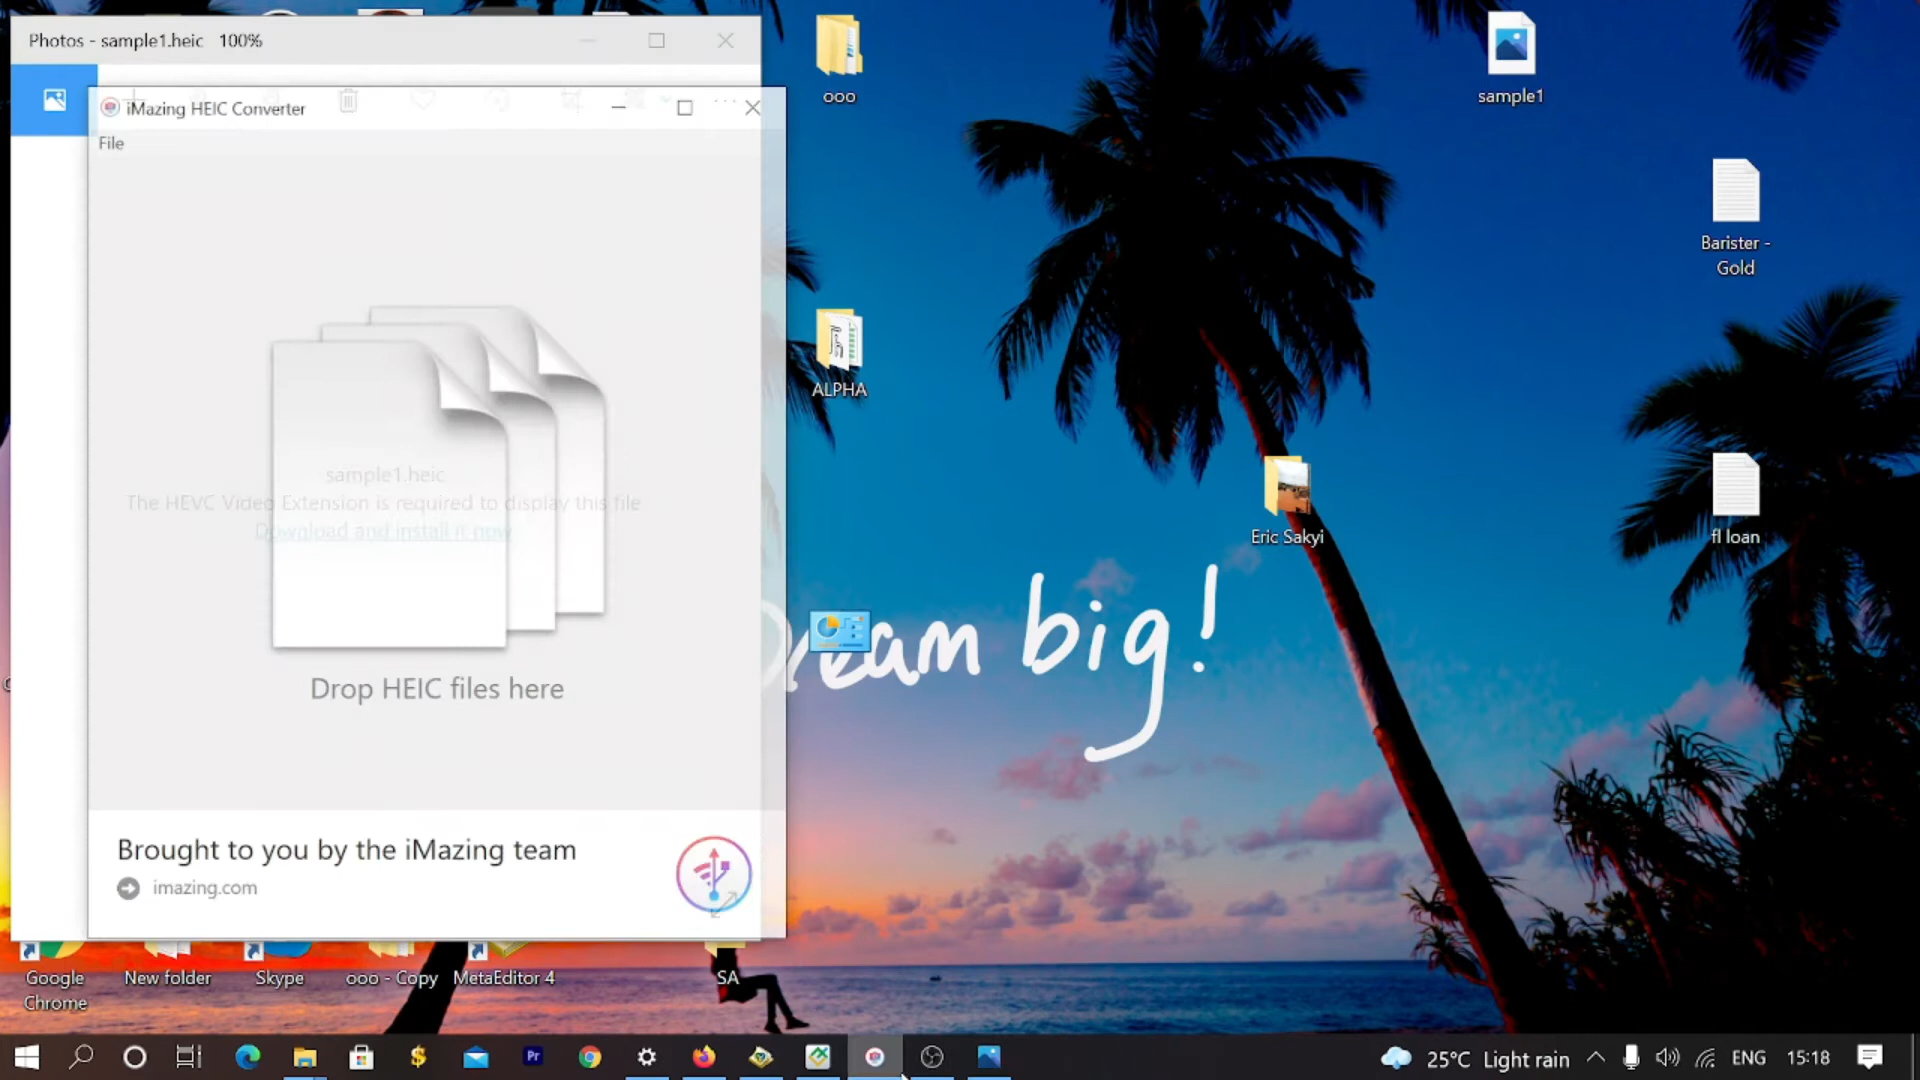 Photos - sample1.heic 100%
iMazing HEIC Converter
File
sample1.heic
The HEVC Video Extension is required to display this file
Download and install it now
Drop HEIC files here
Brought to you by the iMazing team
imazing.com
ooo
ALPHA
sample1
Barister -
Gold
Eric Sakyi
fl loan
Dream big!
Google
Chrome
New folder
Skype
ooo - Copy
MetaEditor 4
SA
Pr
25°C Light rain
ENG
15:18